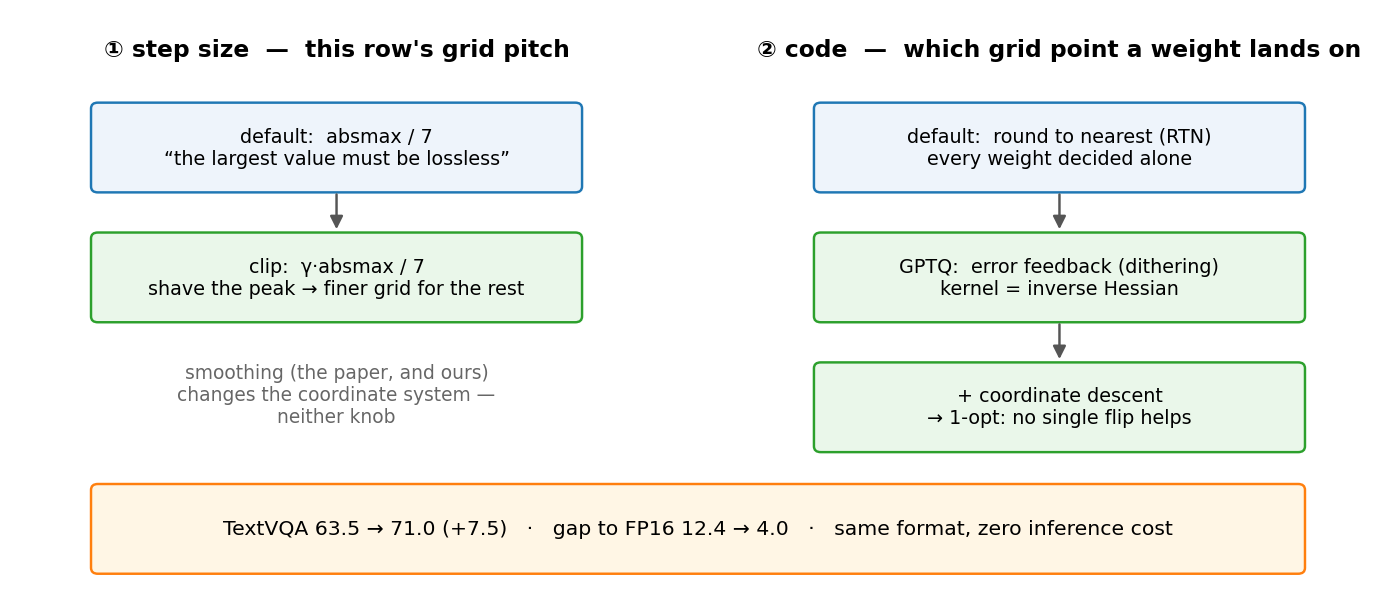 ① step size — this row's grid pitch
default: absmax / 7
“the largest value must be lossless”
clip: γ·absmax / 7
shave the peak → finer grid for the rest
smoothing (the paper, and ours)
changes the coordinate system —
neither knob
② code — which grid point a weight lands on
default: round to nearest (RTN)
every weight decided alone
GPTQ: error feedback (dithering)
kernel = inverse Hessian
+ coordinate descent
→ 1-opt: no single flip helps
TextVQA 63.5 → 71.0 (+7.5) · gap to FP16 12.4 → 4.0 · same format, zero inference cost